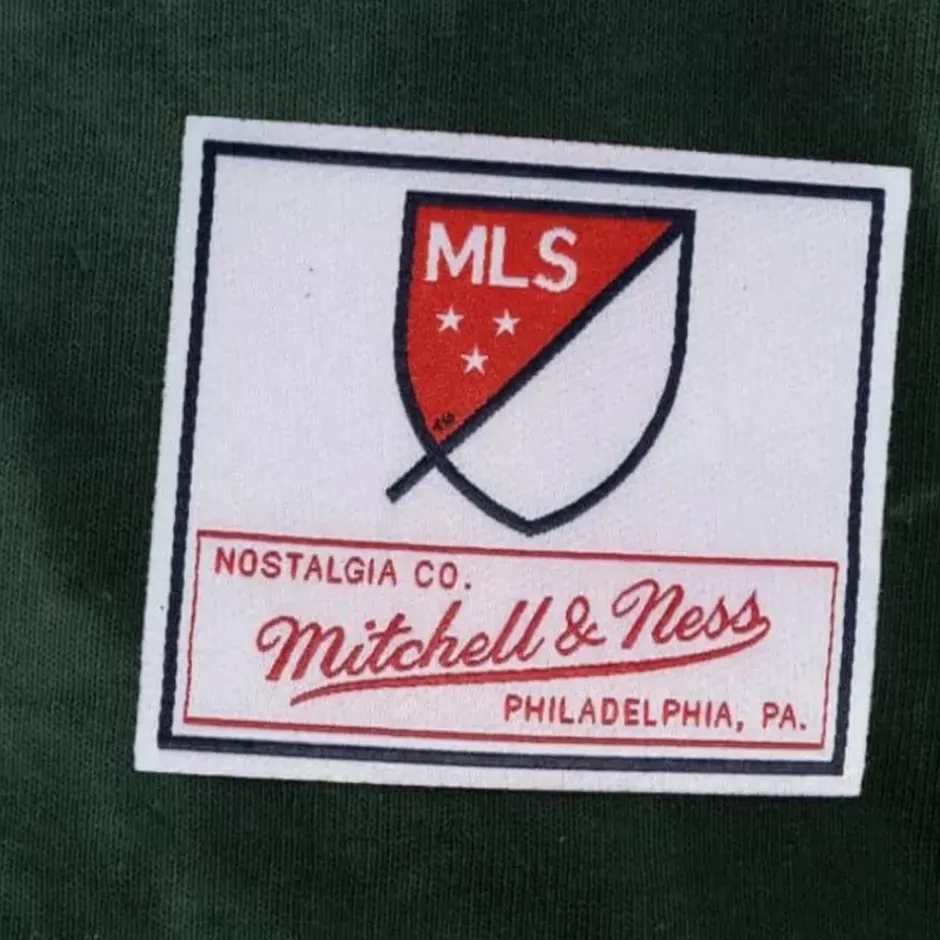 MLS
NOSTALGIA CO.
Mitchell & Ness
PHILADELPHIA, PA.